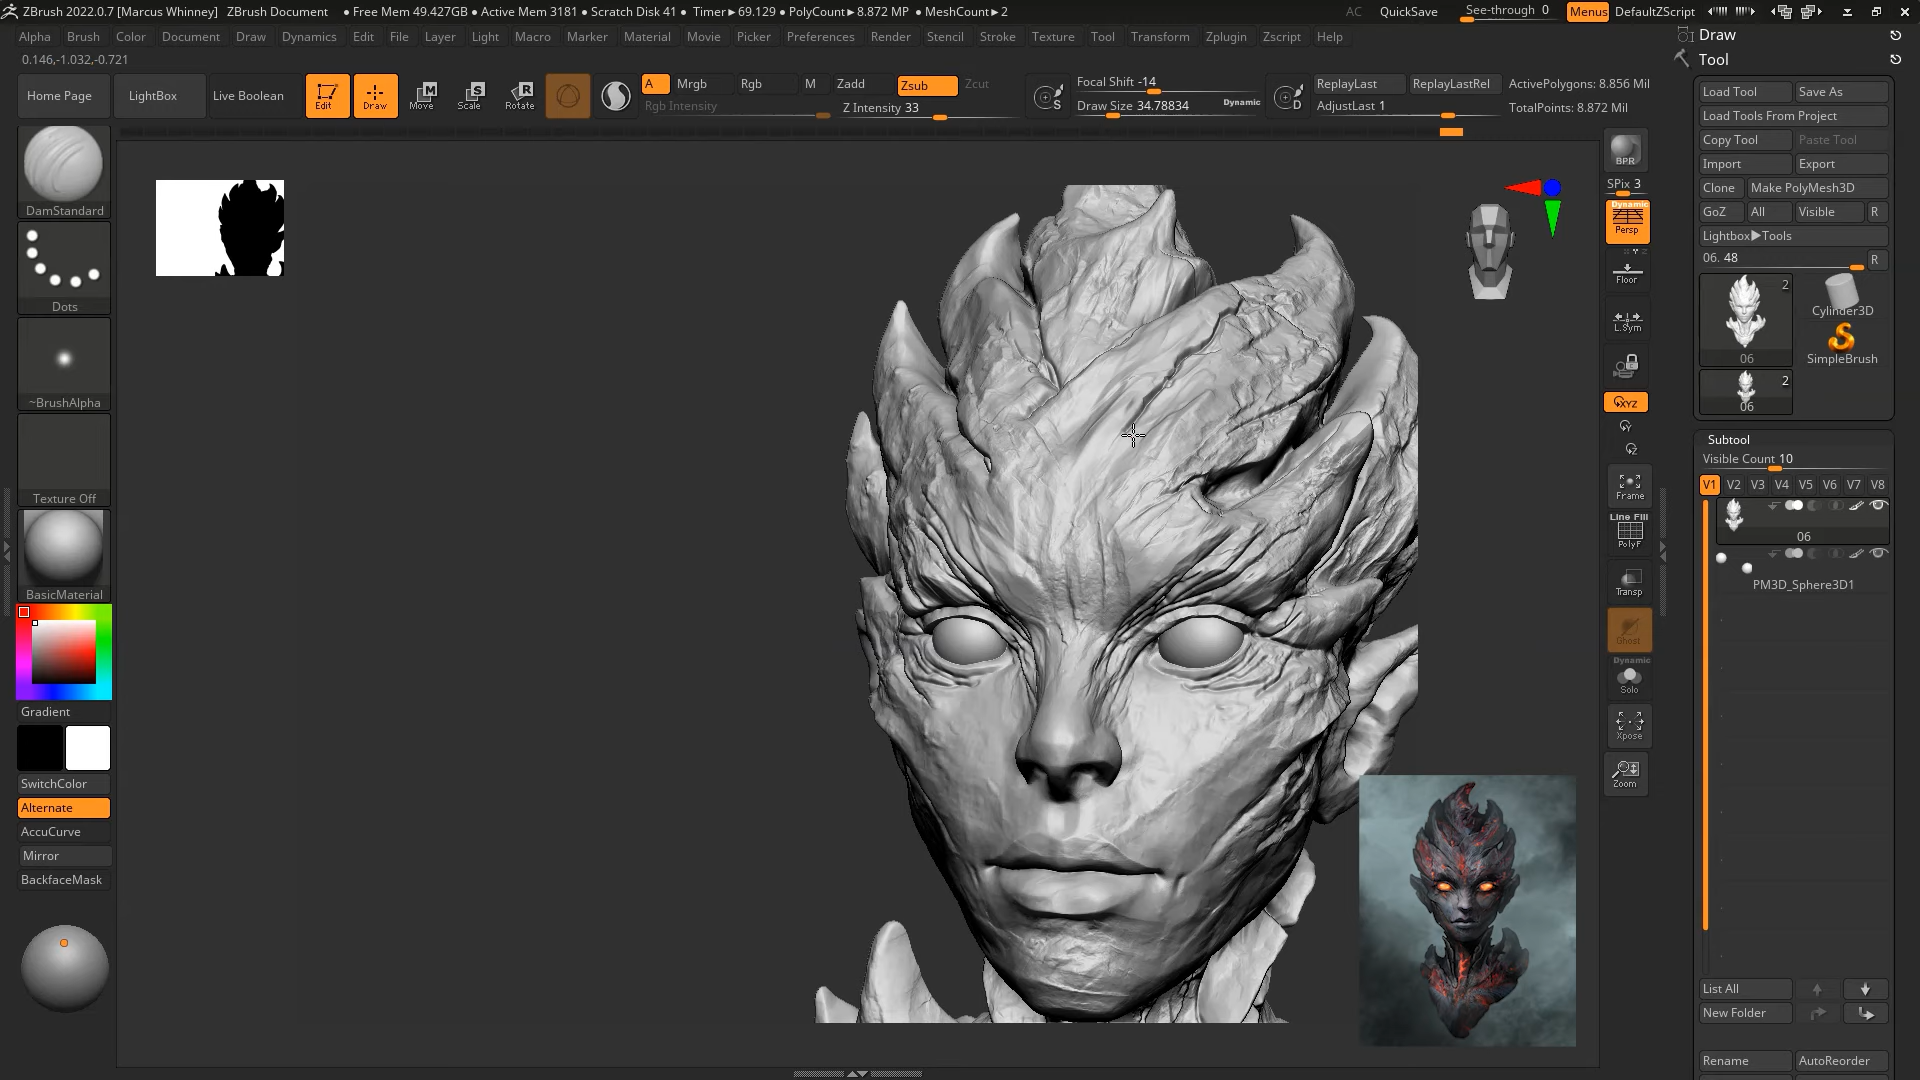 ZBrush 2022.0.7 [Marcus Whinney] ZBrush Document ● Free Mem 49.427GB ● Active Mem 3181 ● Scratch Disk 41 ● Timer▶69.129 ● PolyCount▶8.872 MP ● MeshCount▶2 AC QuickSave See-through 0 Menus DefaultZScript
Alpha Brush Color Document Draw Dynamics Edit File Layer Light Macro Marker Material Movie Picker Preferences Render Stencil Stroke Texture Tool Transform Zplugin Zscript Help
0.146,-1.032,-0.721
Home Page LightBox Live Boolean Edit Draw Move Scale Rotate
M S R
A Mrgb Rgb M Zadd Zsub Zcut
Rgb Intensity Z Intensity 33
S Focal Shift -14
Draw Size 34.78834 Dynamic
D ReplayLast ReplayLastRel ActivePolygons: 8.856 Mil
AdjustLast 1 TotalPoints: 8.872 Mil
DamStandard
Dots
~BrushAlpha
Texture Off
BasicMaterial
Gradient
SwitchColor
Alternate
AccuCurve
Mirror
BackfaceMask
BPR
SPix 3
Dynamic
Persp
Floor
L.Sym
XYZ
Y
Z
Frame
Line Fill
PolyF
Transp
Ghost
Dynamic
Solo
Xpose
Zoom
Draw
Tool
Load Tool Save As
Load Tools From Project
Copy Tool Paste Tool
Import Export
Clone Make PolyMesh3D
GoZ All Visible R
Lightbox▶Tools
06. 48 R
2
06
Cylinder3D
SimpleBrush
2
06
Subtool
Visible Count 10
V1 V2 V3 V4 V5 V6 V7 V8
06
PM3D_Sphere3D1
List All
New Folder
Rename AutoReorder